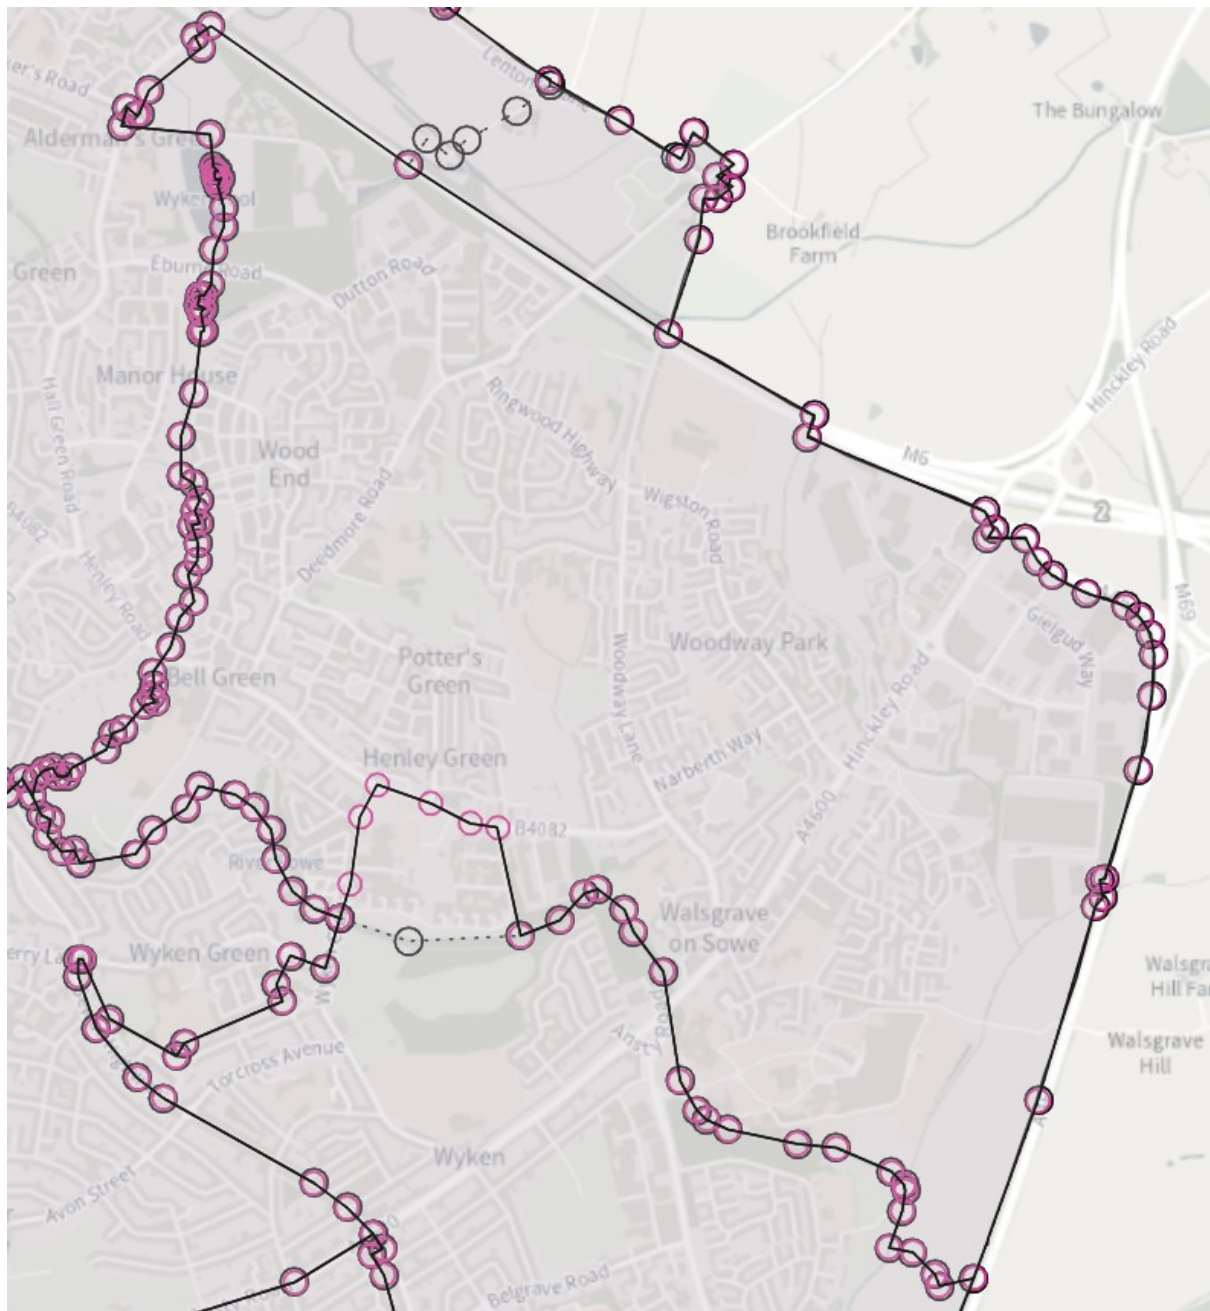 The Bungalow
Brookfield
Farm
Green
Eburne Road
Dutton Road
Manor House
Hall Green Road
Ringwood Highway
Hinckley Road
M6
2
Wood
End
Wigston Road
B4082
Deedmore Road
Henley Road
M69
Gielgud Way
Woodway Park
Potter's
Green
Bell Green
Woodway Lane
Hinckley Road
Henley Green
Narberth Way
B4082
A4600
Walsgrave
on Sowe
Wyken Green
Walsgrave
Hill
Torcross Avenue
Wyken
Avon Street
Belgrave Road